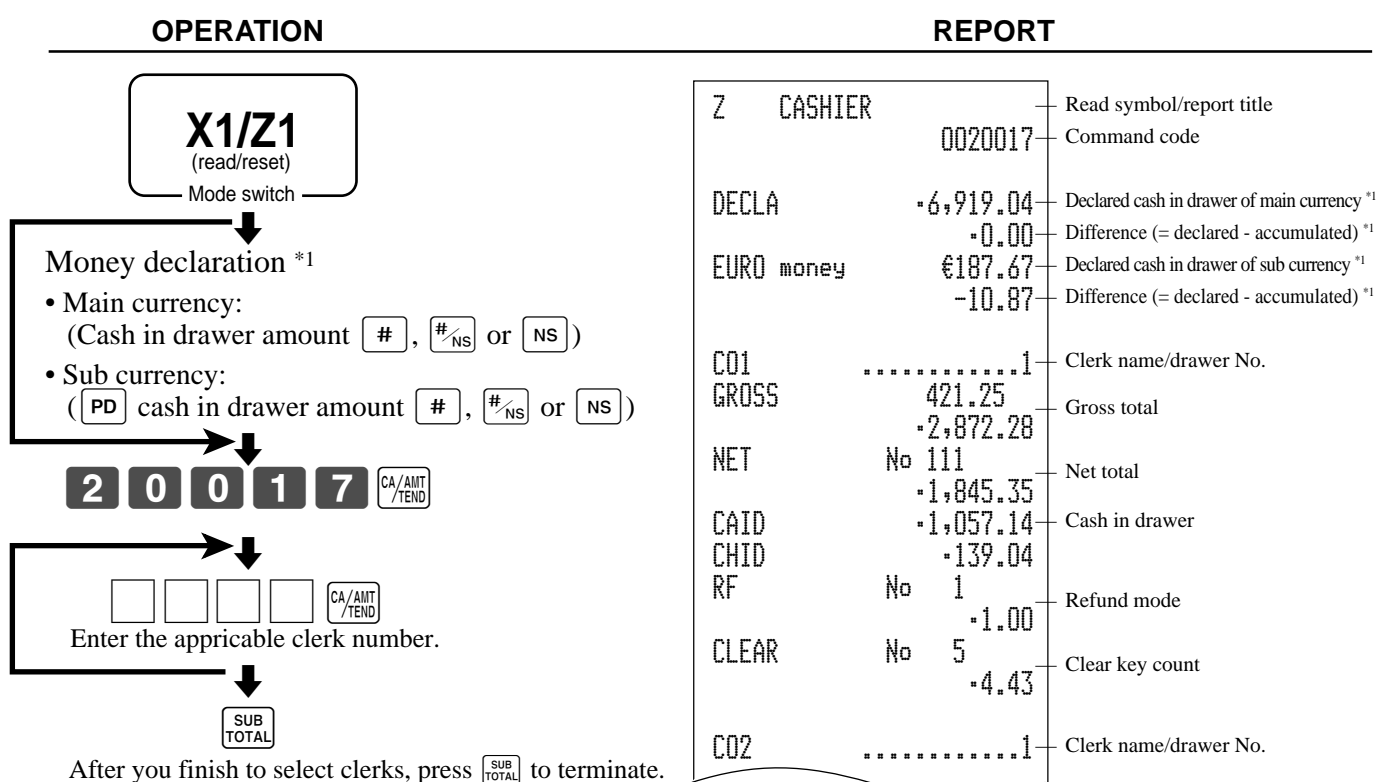 OPERATION
REPORT
X1/Z1
(read/reset)
Mode switch
Money declaration *1
• Main currency:
(Cash in drawer amount #, #/NS or NS)
• Sub currency:
(PD cash in drawer amount #, #/NS or NS)
2 0 0 1 7 CA/AMT/TEND
CA/AMT/TEND
Enter the appricable clerk number.
SUB TOTAL
After you finish to select clerks, press SUB TOTAL to terminate.
Z CASHIER Read symbol/report title
0020017 Command code
DECLA •6,919.04 Declared cash in drawer of main currency *1
•0.00 Difference (= declared - accumulated) *1
EURO money €187.67 Declared cash in drawer of sub currency *1
-10.87 Difference (= declared - accumulated) *1
C01 ............1 Clerk name/drawer No.
GROSS 421.25
Gross total
•2,872.28
NET No 111
Net total
•1,845.35
CAID •1,057.14 Cash in drawer
CHID •139.04
RF No 1
Refund mode
•1.00
CLEAR No 5
Clear key count
•4.43
C02 ............1 Clerk name/drawer No.